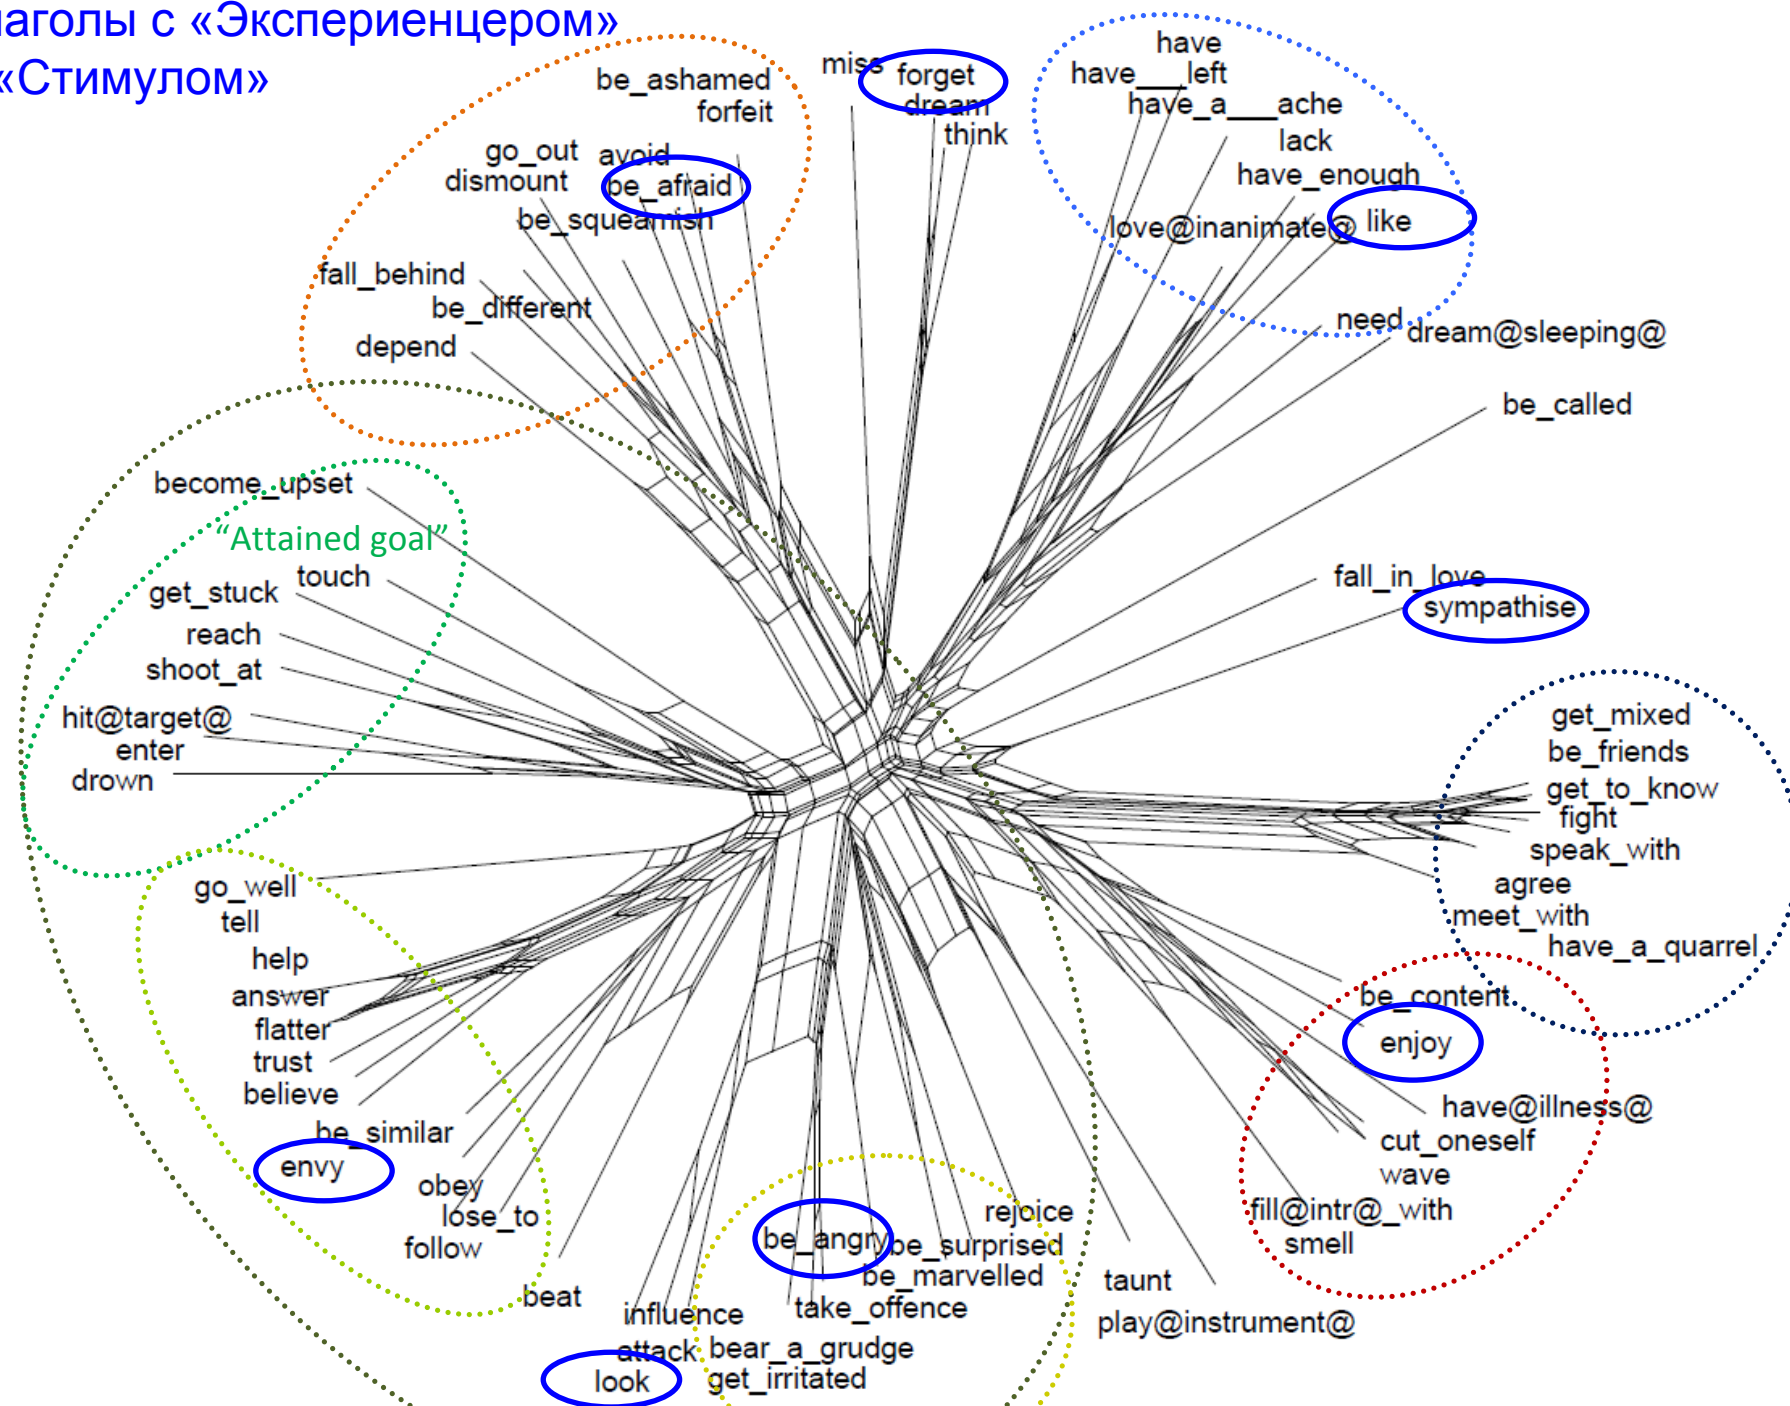 лаголы с «Экспериенцером»
«Стимулом»
have
miss
forget
have___left
be_ashamed
dream
have_a___ache
forfeit
think
lack
go_out
avoid
have_enough
dismount
be_afraid
be_squeamish
love@inanimate@
like
fall_behind
be_different
need
dream@sleeping@
depend
be_called
become_upset
“Attained goal”
touch
fall_in_love
get_stuck
sympathise
reach
shoot_at
hit@target@
get_mixed
enter
be_friends
drown
get_to_know
fight
speak_with
go_well
agree
tell
meet_with
help
have_a_quarrel
answer
be_content
flatter
enjoy
trust
believe
have@illness@
be_similar
cut_oneself
envy
wave
obey
rejoice
fill@intr@_with
lose_to
be_angry
be_surprised
smell
follow
be_marvelled
taunt
beat
influence
take_offence
play@instrument@
attack
bear_a_grudge
look
get_irritated